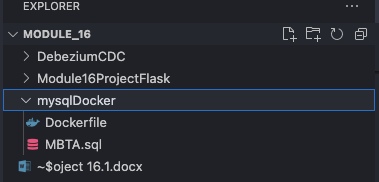 EXPLORER
MODULE_16
DebeziumCDC
Module16ProjectFlask
mysqlDocker
Dockerfile
MBTA.sql
~$oject 16.1.docx